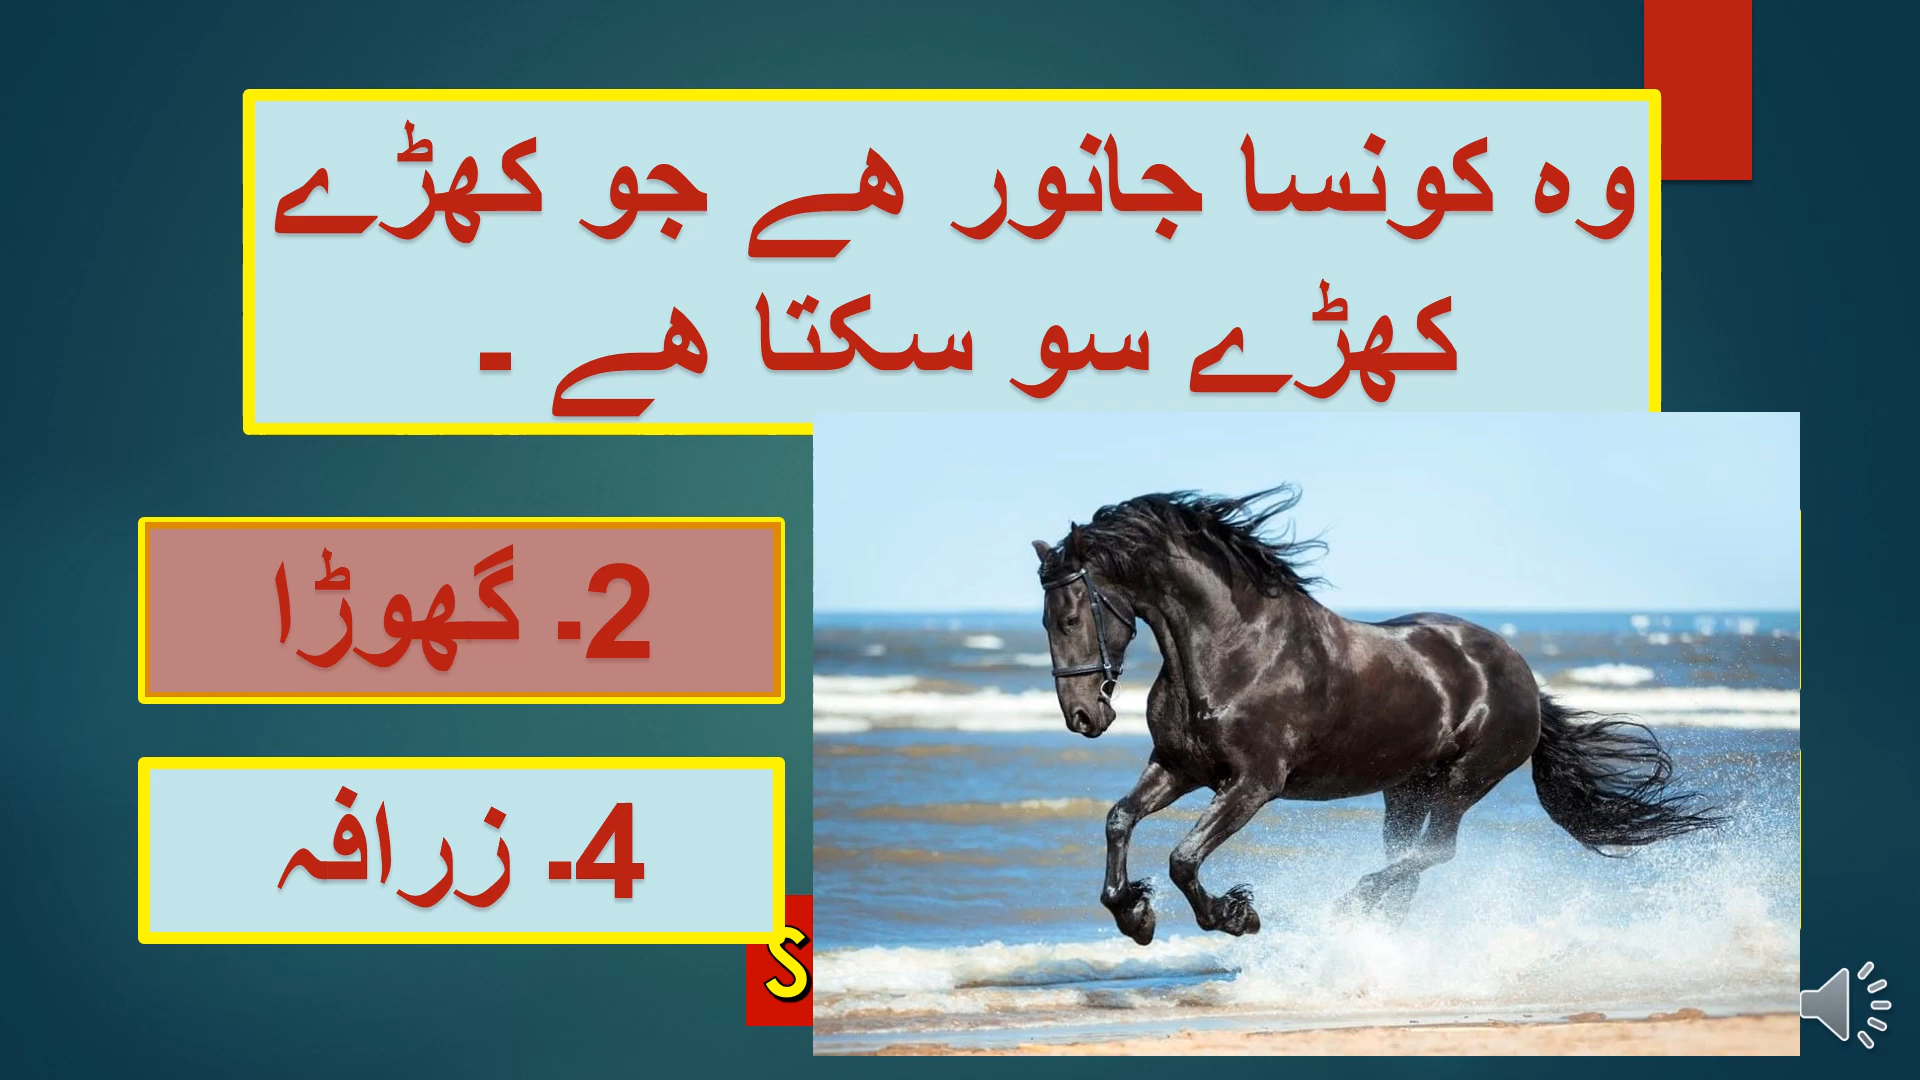 وہ کونسا جانور ھے جو کھڑے
کھڑے سو سکتا ھے ۔
2۔ گھوڑا
4۔ زرافہ
S